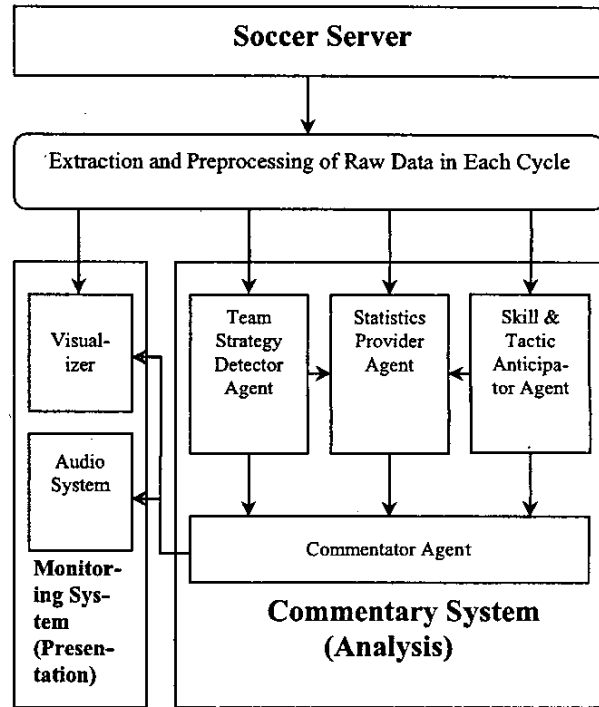 Soccer Server
Extraction and Preprocessing of Raw Data in Each Cycle
Visual-
izer
Audio
System
Monitor-
ing Sys-
tem
(Presen-
tation)
Team
Strategy
Detector
Agent
Statistics
Provider
Agent
Skill &
Tactic
Anticipa-
tor Agent
Commentator Agent
Commentary System
(Analysis)